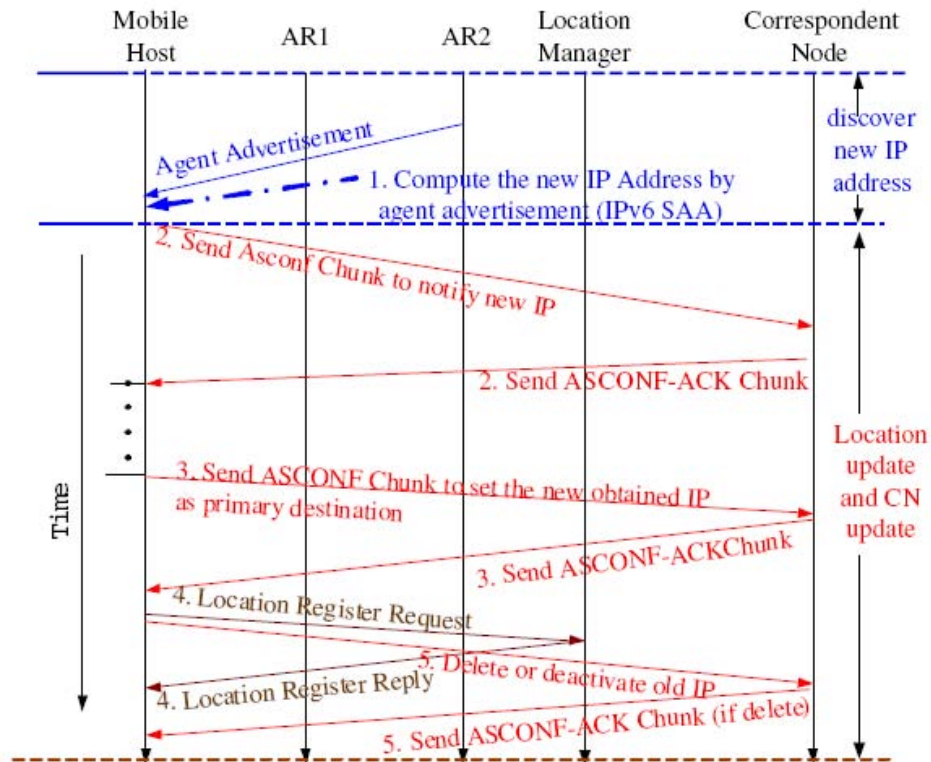 Mobile
Host
AR1
AR2
Location
Manager
Correspondent
Node
discover
new IP
address
Agent Advertisement
1. Compute the new IP Address by
agent advertisement (IPv6 SAA)
2. Send Asconf Chunk to notify new IP
2. Send ASCONF-ACK Chunk
Location
update
and CN
update
Time
3. Send ASCONF Chunk to set the new obtained IP
as primary destination
3. Send ASCONF-ACKChunk
4. Location Register Request
5. Delete or deactivate old IP
4. Location Register Reply
5. Send ASCONF-ACK Chunk (if delete)